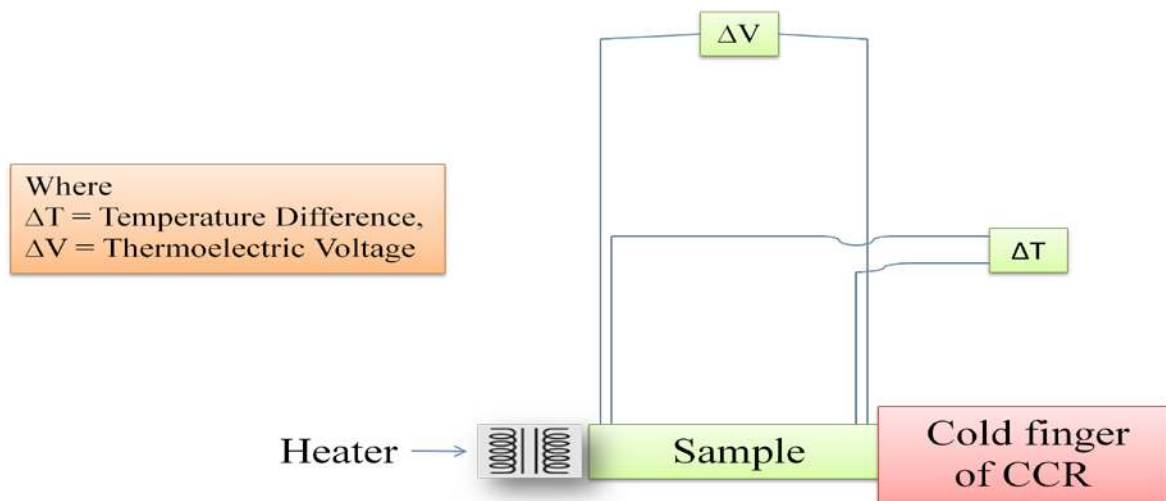 ΔV
Where
ΔT = Temperature Difference,
ΔV = Thermoelectric Voltage
ΔT
Heater
Sample
Cold finger
of CCR